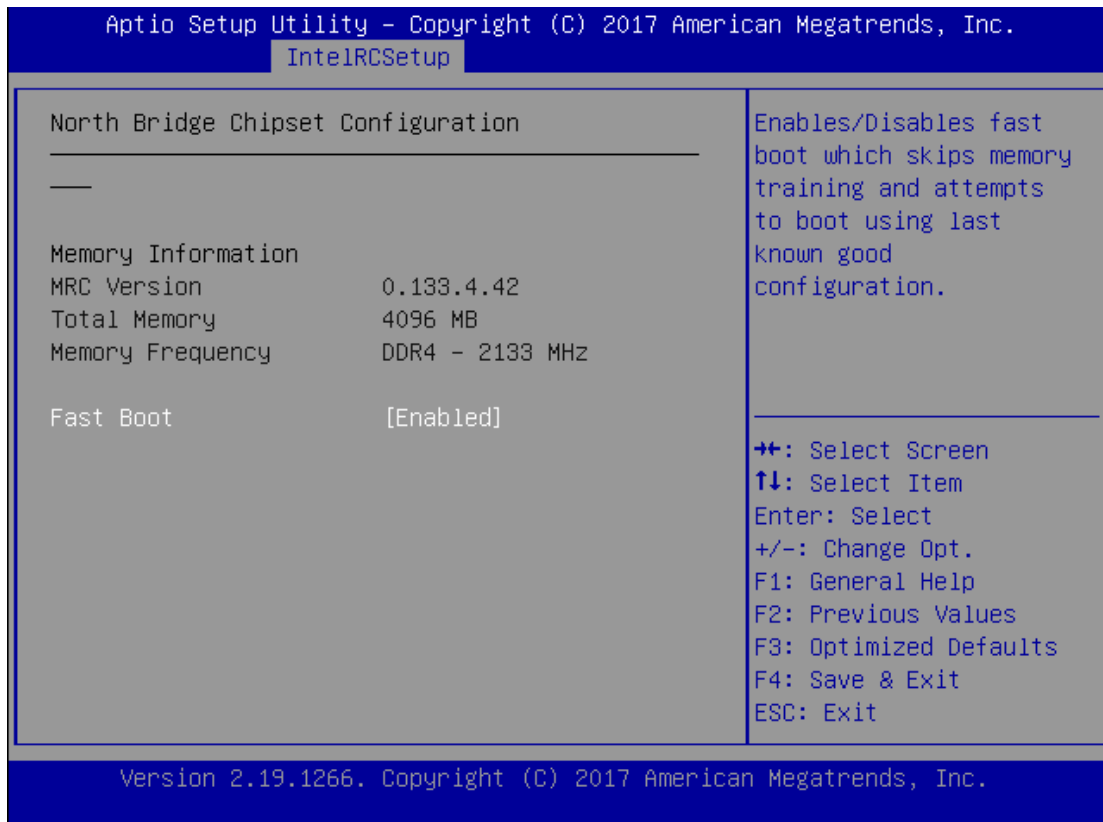 Aptio Setup Utility – Copyright (C) 2017 American Megatrends, Inc.
IntelRCSetup
North Bridge Chipset Configuration
Memory Information
MRC Version 0.133.4.42
Total Memory 4096 MB
Memory Frequency DDR4 – 2133 MHz
Fast Boot [Enabled]
Enables/Disables fast
boot which skips memory
training and attempts
to boot using last
known good
configuration.
→←: Select Screen
↑↓: Select Item
Enter: Select
+/-: Change Opt.
F1: General Help
F2: Previous Values
F3: Optimized Defaults
F4: Save & Exit
ESC: Exit
Version 2.19.1266. Copyright (C) 2017 American Megatrends, Inc.